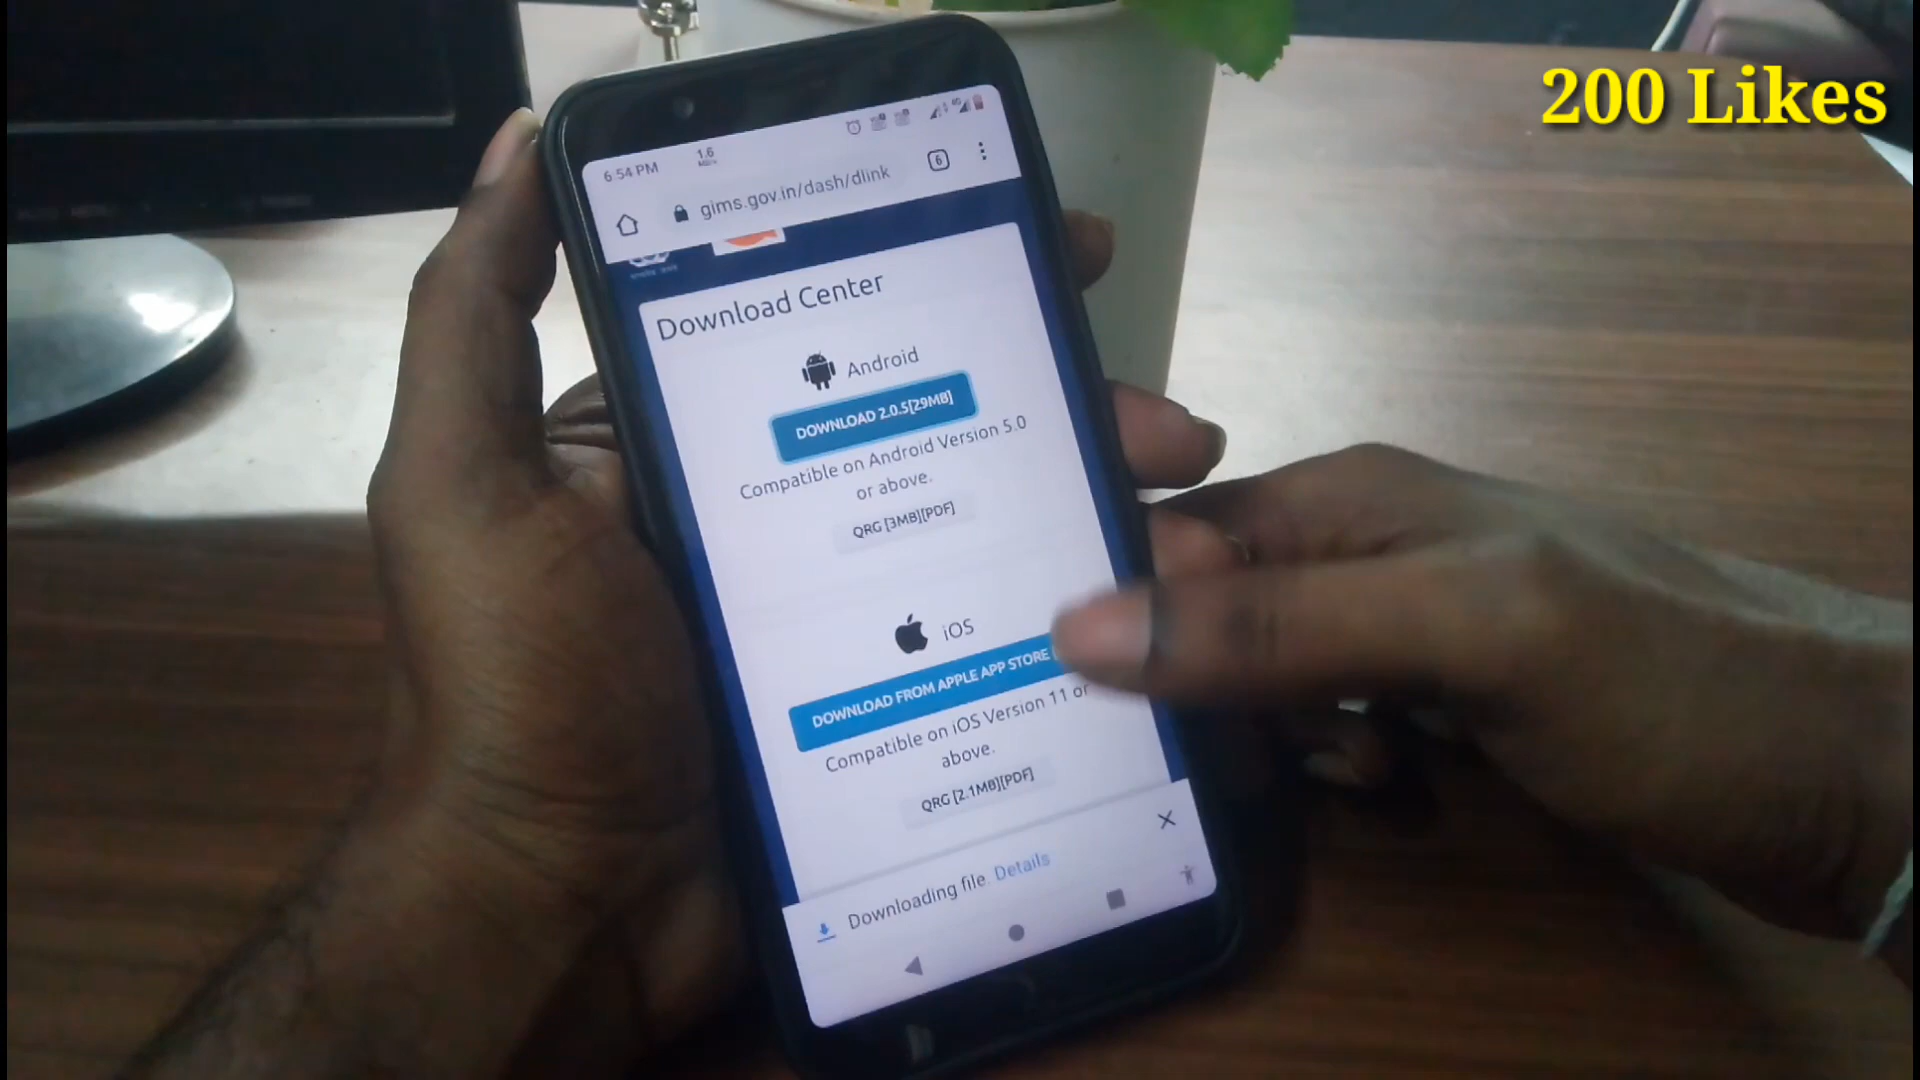 200 Likes
6:54 PM
1.6
6
gims.gov.in/dash/dlink
Download Center
Android
DOWNLOAD 2.0.5[29MB]
Compatible on Android Version 5.0
or above.
QRG [3MB][PDF]
iOS
DOWNLOAD FROM APPLE APP STORE
Compatible on iOS Version 11 or
above.
QRG [2.1MB][PDF]
Downloading file. Details